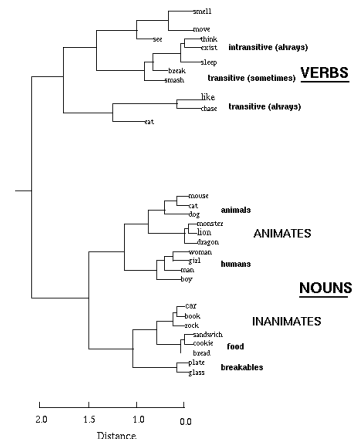 smell
move
see
think
exist
intransitive (always)
sleep
break
transitive (sometimes)
VERBS
smash
like
transitive (always)
chase
eat
mouse
cat
animals
dog
monster
lion
ANIMATES
dragon
woman
girl
humans
man
boy
NOUNS
car
book
INANIMATES
rock
sandwich
cookie
food
bread
plate
breakables
glass
2.0 1.5 1.0 0.0
Distance